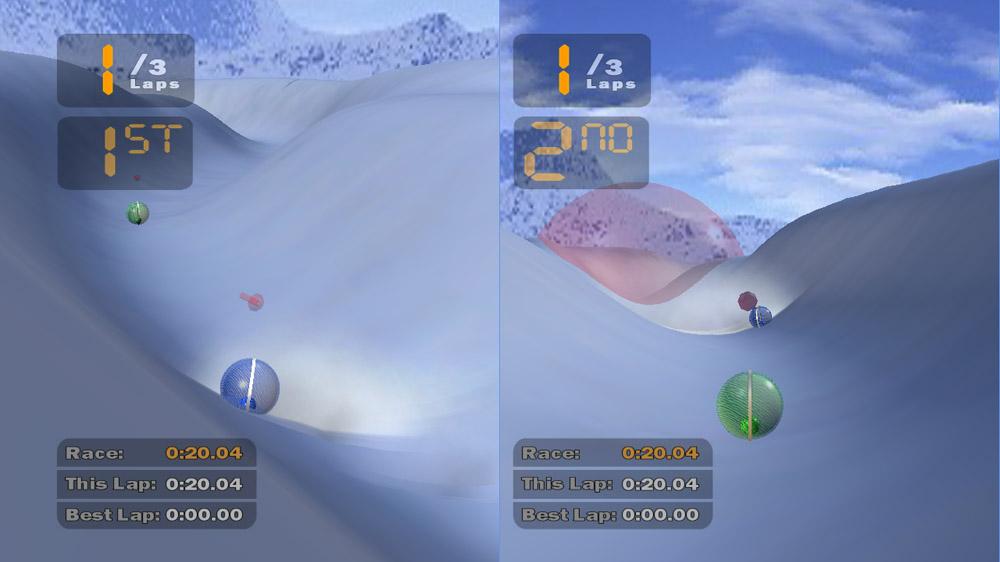 1 /3
Laps
1ST
Race: 0:20.04
This Lap: 0:20.04
Best Lap: 0:00.00
1 /3
Laps
2ND
Race: 0:20.04
This Lap: 0:20.04
Best Lap: 0:00.00